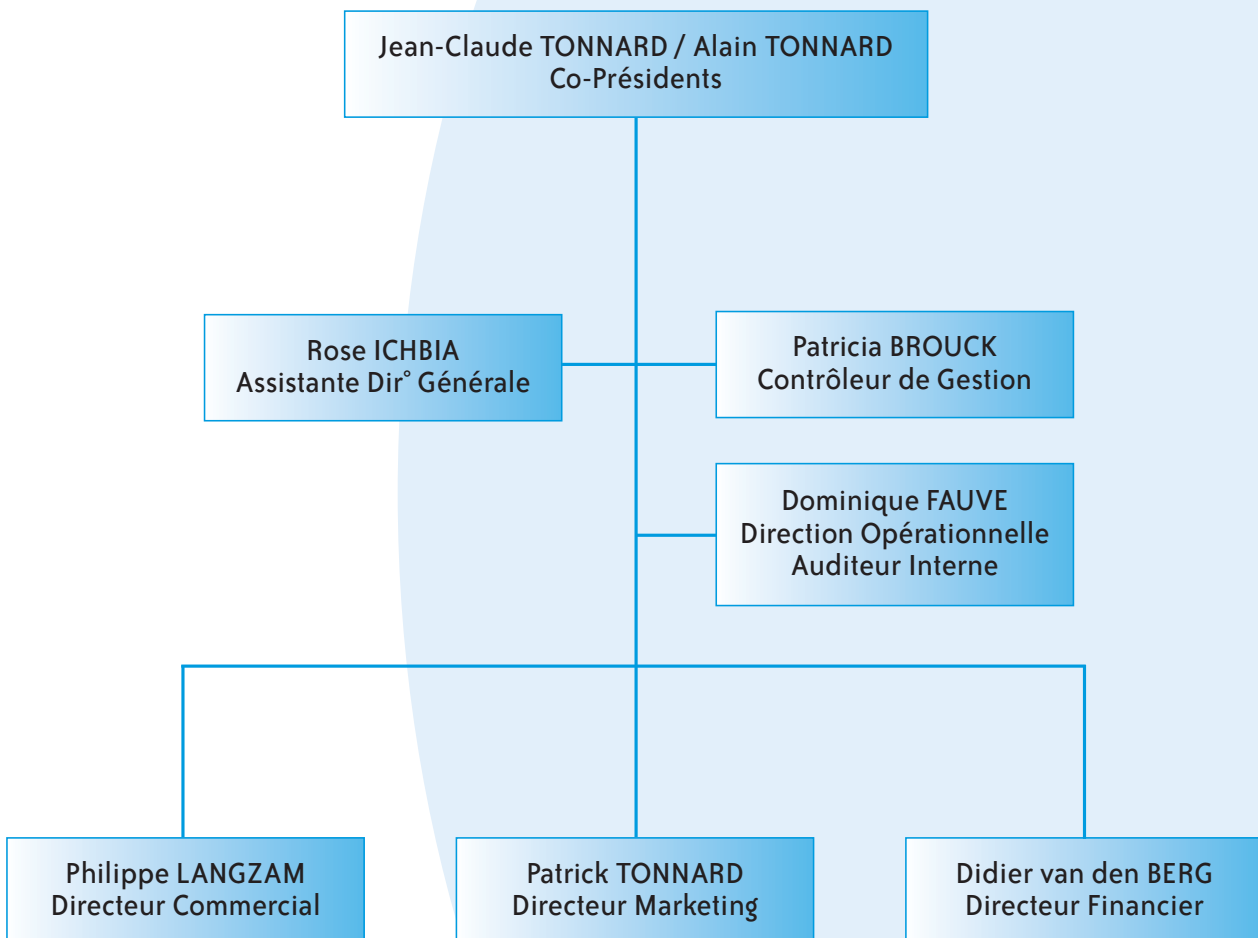 Jean-Claude TONNARD / Alain TONNARD
Co-Présidents
Rose ICHBIA
Assistante Dir° Générale
Patricia BROUCK
Contrôleur de Gestion
Dominique FAUVE
Direction Opérationnelle
Auditeur Interne
Philippe LANGZAM
Directeur Commercial
Patrick TONNARD
Directeur Marketing
Didier van den BERG
Directeur Financier